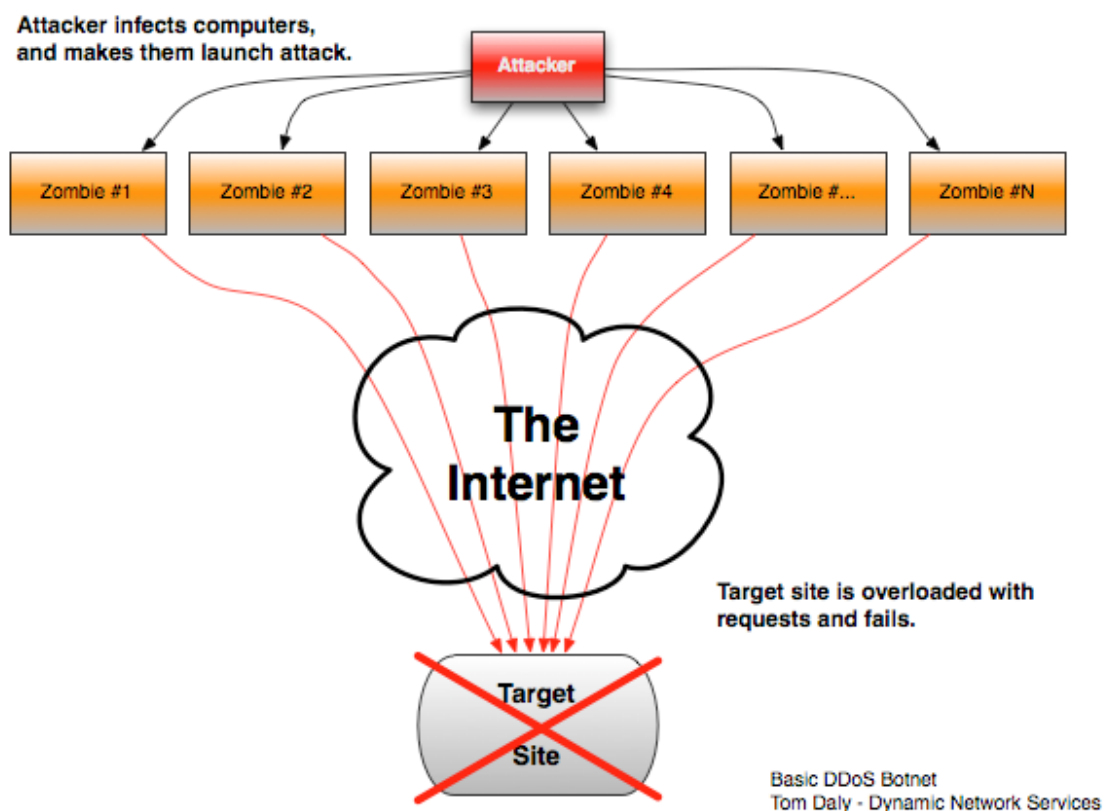 Attacker infects computers,
and makes them launch attack.
Attacker
Zombie #1
Zombie #2
Zombie #3
Zombie #4
Zombie #...
Zombie #N
The
Internet
Target site is overloaded with
requests and fails.
Target
Site
Basic DDoS Botnet
Tom Daly - Dynamic Network Services